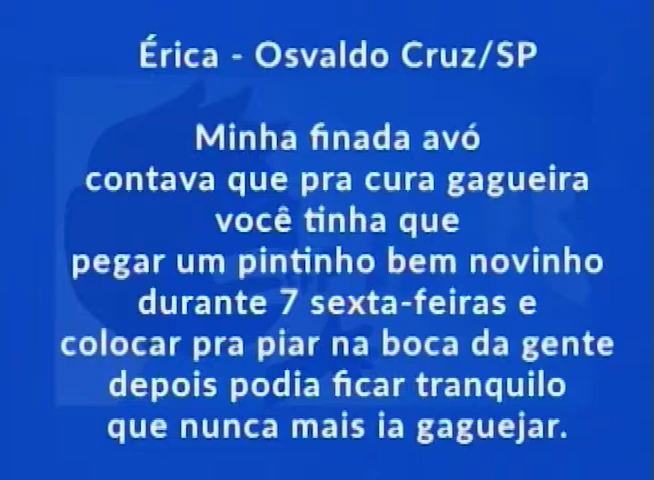 Érica - Osvaldo Cruz/SP
Minha finada avó
contava que pra cura gagueira
você tinha que
pegar um pintinho bem novinho
durante 7 sexta-feiras e
colocar pra piar na boca da gente
depois podia ficar tranquilo
que nunca mais ia gaguejar.